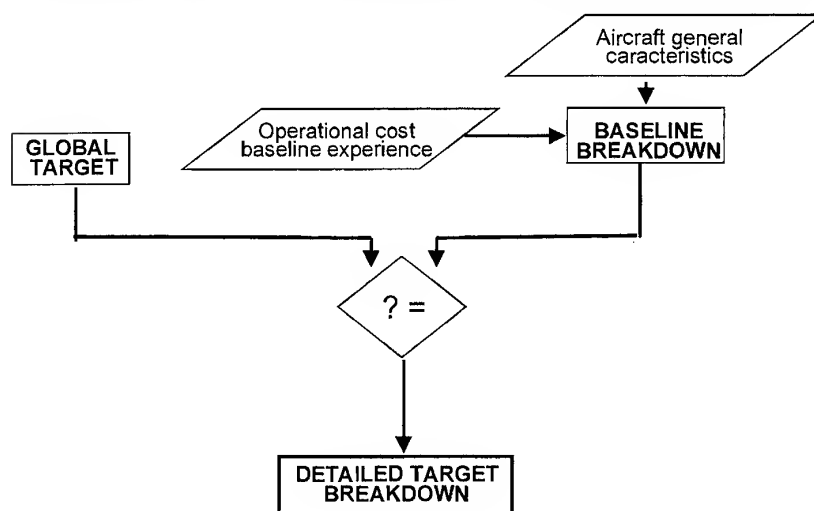 Aircraft general
caracteristics
Operational cost
baseline experience
BASELINE
BREAKDOWN
GLOBAL
TARGET
? =
DETAILED TARGET
BREAKDOWN